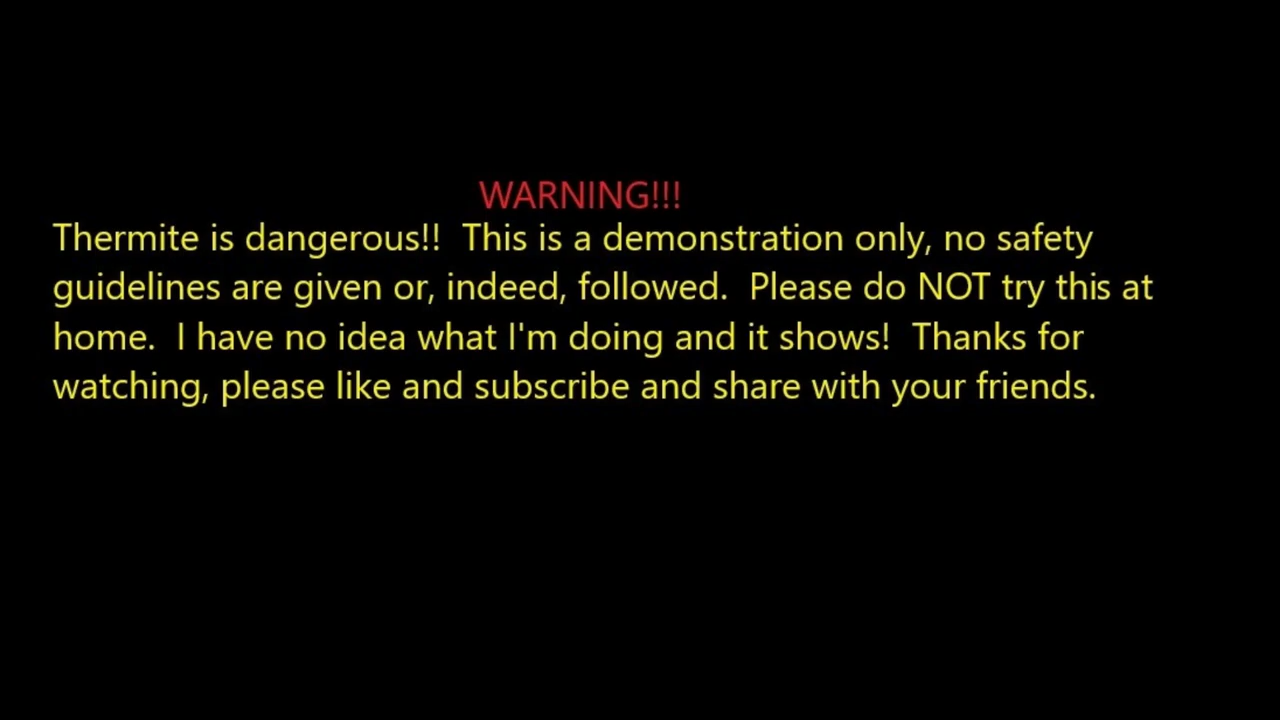 WARNING!!!
Thermite is dangerous!!  This is a demonstration only, no safety
guidelines are given or, indeed, followed.  Please do NOT try this at
home.  I have no idea what I'm doing and it shows!  Thanks for
watching, please like and subscribe and share with your friends.